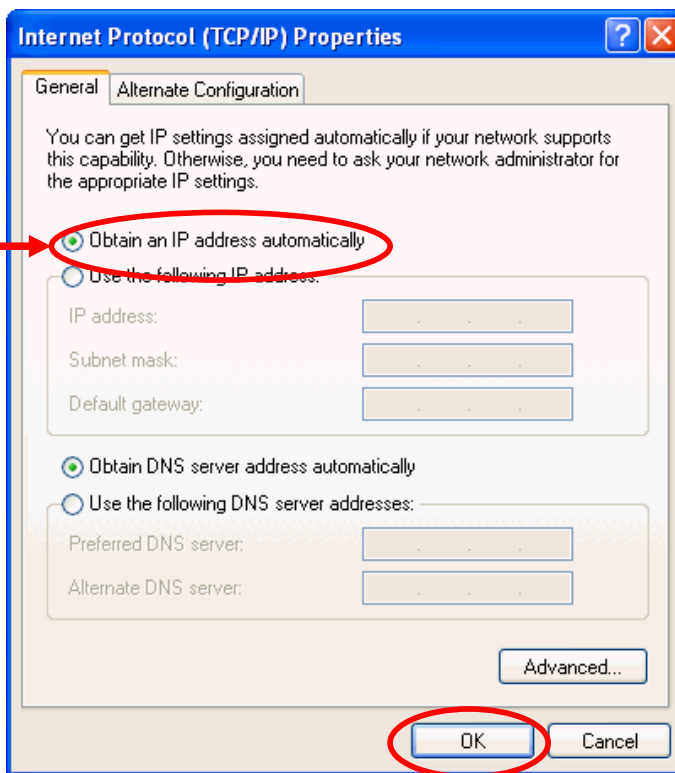 Internet Protocol (TCP/IP) Properties
General Alternate Configuration
You can get IP settings assigned automatically if your network supports
this capability. Otherwise, you need to ask your network administrator for
the appropriate IP settings.
Obtain an IP address automatically
Use the following IP address:
IP address:
Subnet mask:
Default gateway:
Obtain DNS server address automatically
Use the following DNS server addresses:
Preferred DNS server:
Alternate DNS server:
Advanced...
OK Cancel